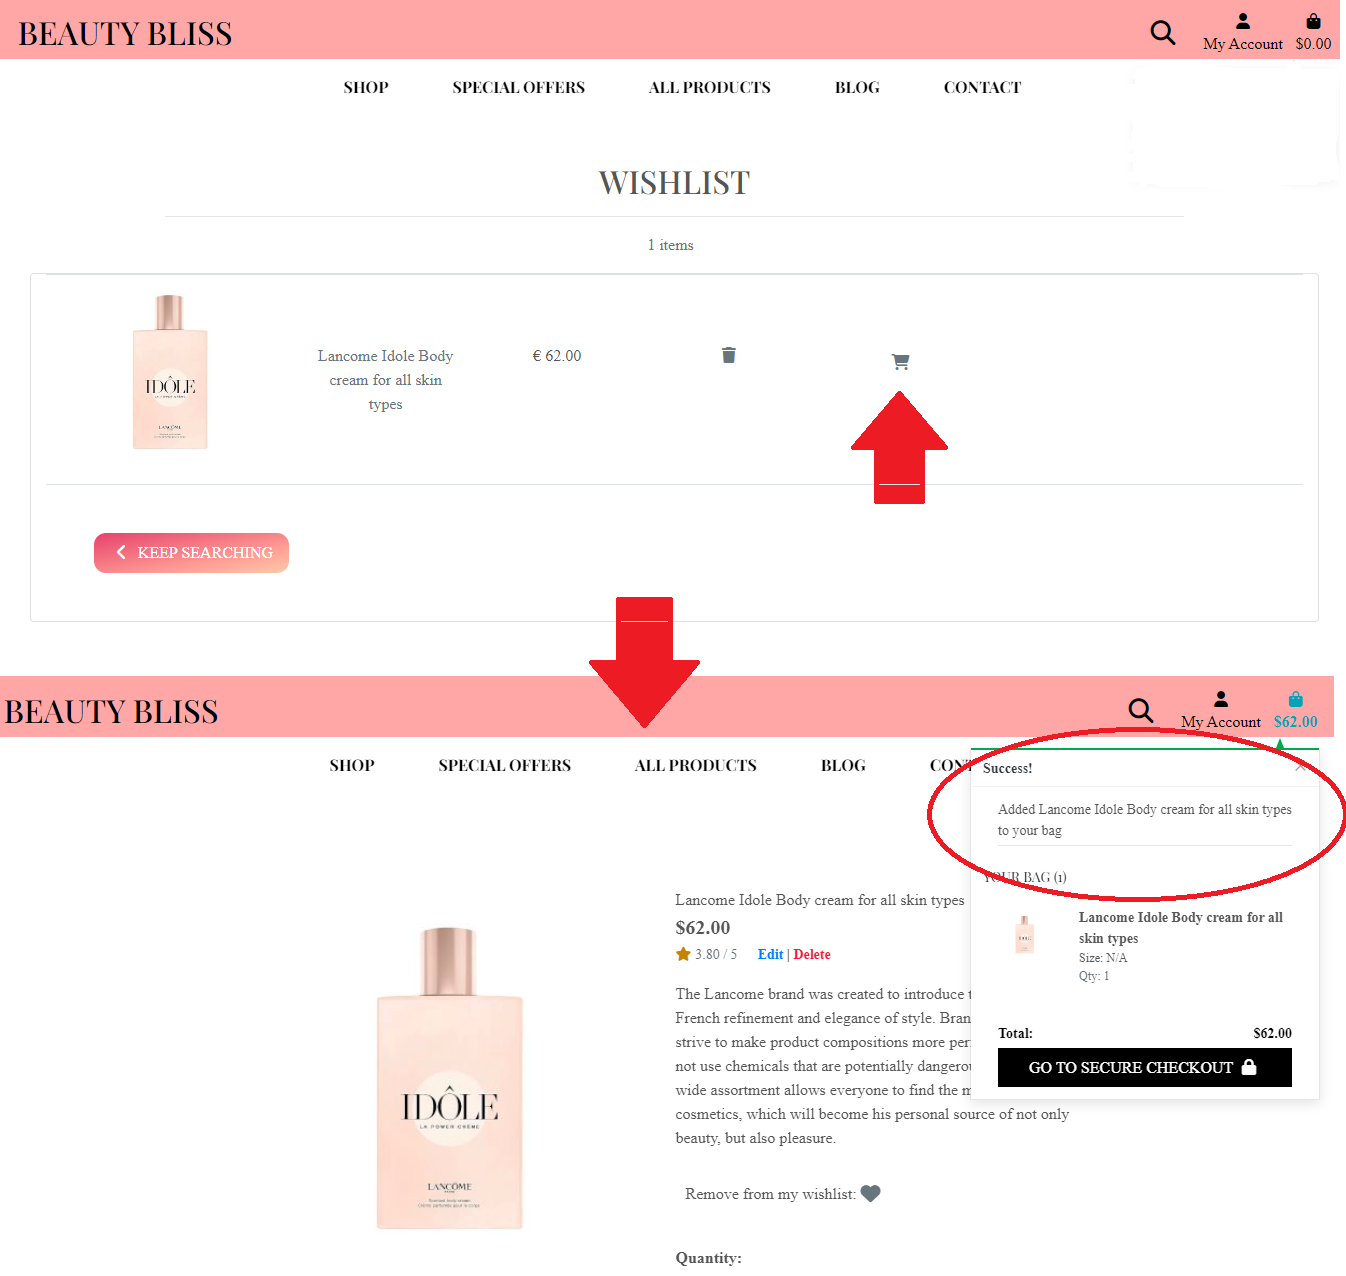 BEAUTY BLISS
My Account
$0.00
SHOP
SPECIAL OFFERS
ALL PRODUCTS
BLOG
CONTACT
WISHLIST
1 items
IDÔLE
LANCÔME
Lancome Idole Body
cream for all skin
types
€ 62.00
KEEP SEARCHING
BEAUTY BLISS
My Account
$62.00
SHOP
SPECIAL OFFERS
ALL PRODUCTS
BLOG
CONT
Success!
Added Lancome Idole Body cream for all skin types
to your bag
YOUR BAG (1)
IDÔLE
Lancome Idole Body cream for all
skin types
Size: N/A
Qty: 1
Total:
$62.00
GO TO SECURE CHECKOUT
Lancome Idole Body cream for all skin types
$62.00
3.80 / 5
Edit | Delete
The Lancome brand was created to introduce t
French refinement and elegance of style. Bran
strive to make product compositions more per
not use chemicals that are potentially dangero
wide assortment allows everyone to find the m
cosmetics, which will become his personal source of not only
beauty, but also pleasure.
IDÔLE
LA POWER CRÈME
LANCÔME
Remove from my wishlist:
Quantity: